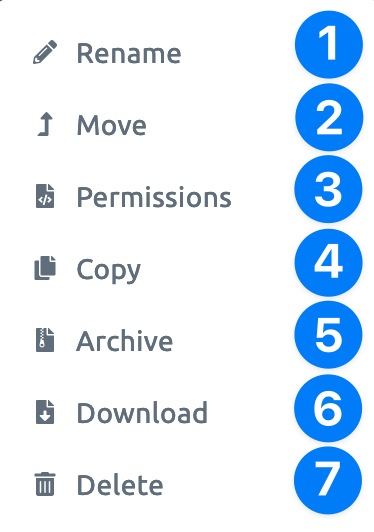 Rename 1
Move 2
Permissions 3
Copy 4
Archive 5
Download 6
Delete 7